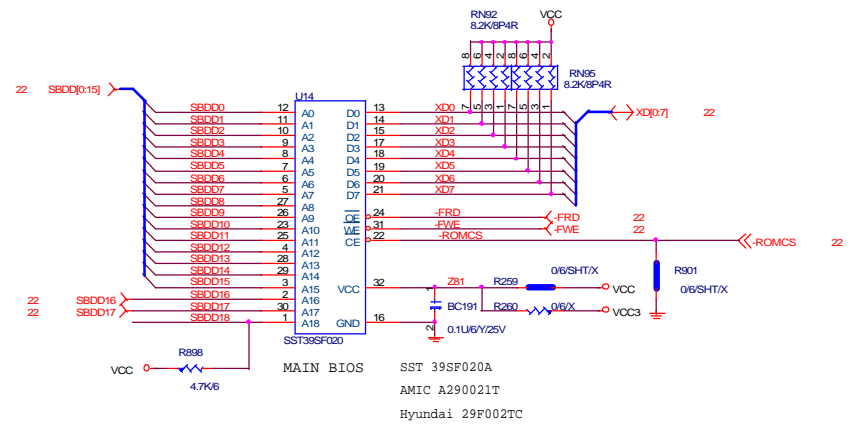 RN92
8.2K/8P4R
VCC
8 6 4 2 8 6 4 2
RN95
8.2K/8P4R
7 5 3 1 7 5 3 1
22 SBDD[0:15]
U14
XD[0:7] 22
SBDD0 12 A0 D0 13 XD0
SBDD1 11 A1 D1 14 XD1
SBDD2 10 A2 D2 15 XD2
SBDD3 9 A3 D3 17 XD3
SBDD4 8 A4 D4 18 XD4
SBDD5 7 A5 D5 19 XD5
SBDD6 6 A6 D6 20 XD6
SBDD7 5 A7 D7 21 XD7
SBDD8 27 A8
SBDD9 26 A9 OE 24 -FRD -FRD 22
SBDD10 23 A10 WE 31 -FWE -FWE 22
SBDD11 25 A11 CE 22 -ROMCS -ROMCS 22
SBDD12 4 A12
SBDD13 28 A13
SBDD14 29 A14
SBDD15 3 A15 VCC 32 Z81 R259 0/6/SHT/X VCC
R901
0/6/SHT/X
22 SBDD16 SBDD16 2 A16
22 SBDD17 SBDD17 30 A17
1 BC191 R260 0/6/X VCC3
SBDD18 1 A18 GND 16
2 0.1U/6/Y/25V
SST39SF020
R898
VCC
4.7K/6
MAIN BIOS
SST 39SF020A
AMIC A290021T
Hyundai 29F002TC